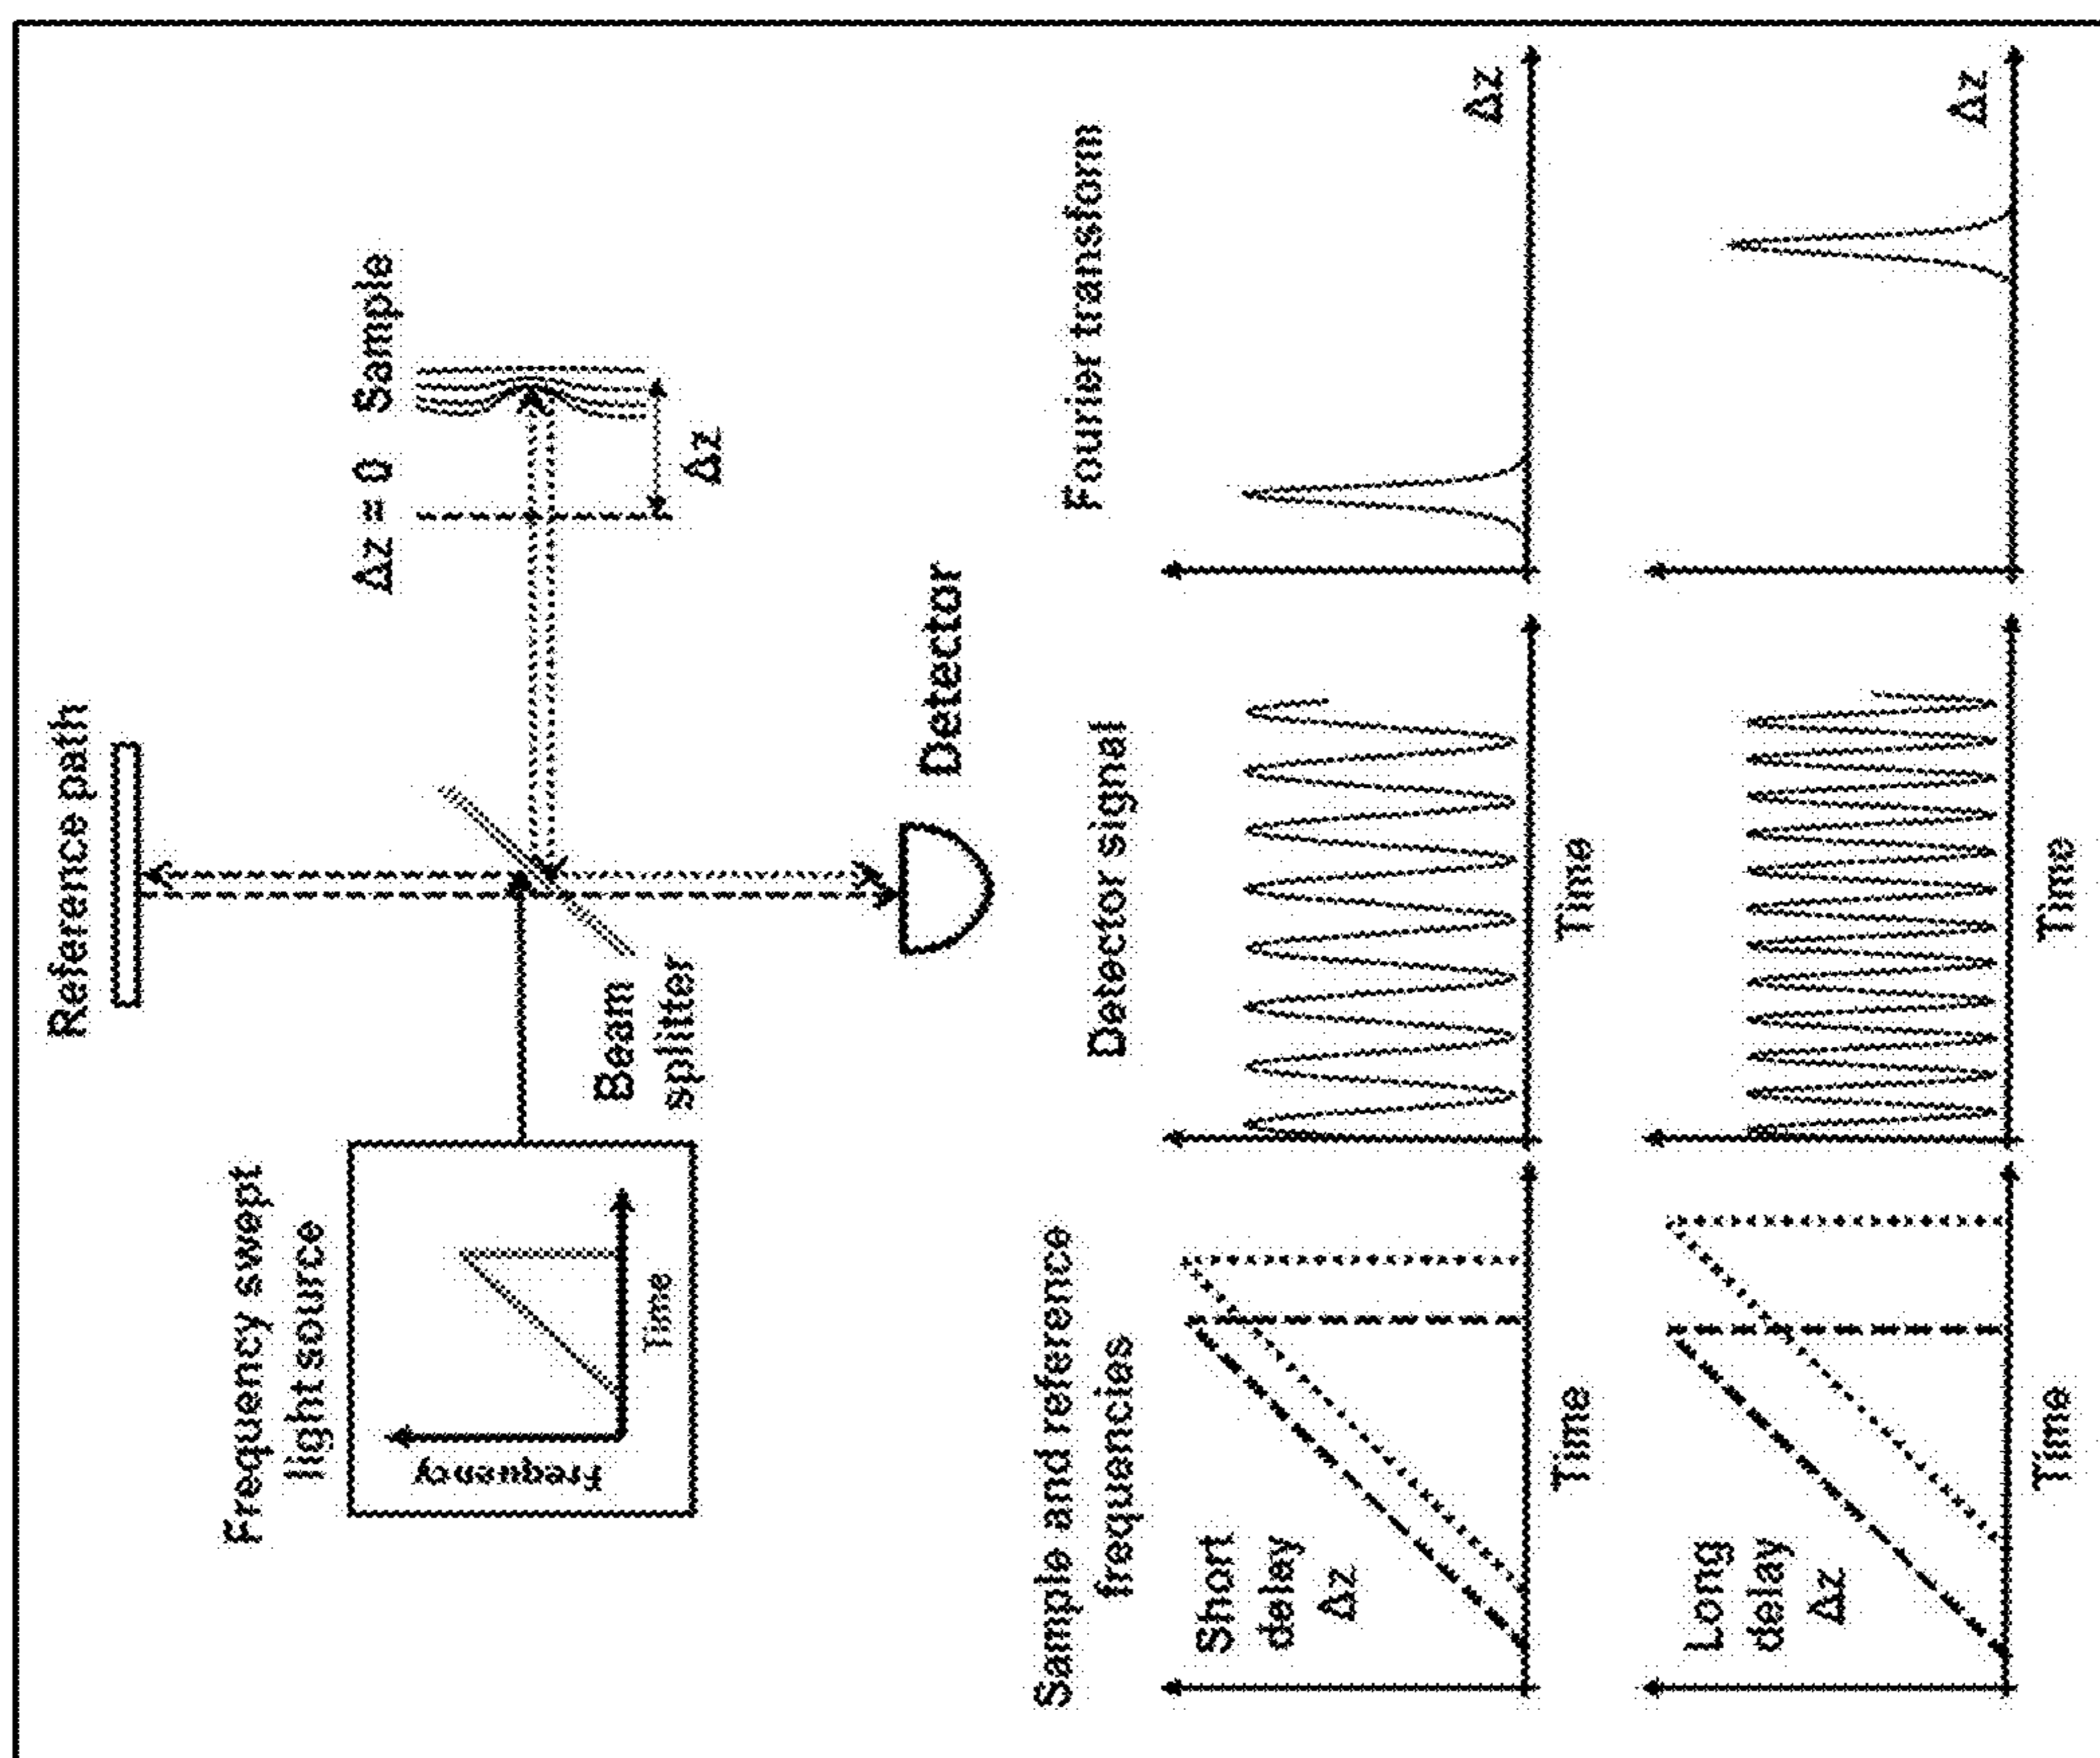 Reference path
Frequency swept
light source
Δz = 0
Sample
Frequency
Time
Beam
splitter
Δz
Detector
Sample and reference
frequencies
Detector signal
Fourier transform
Short
delay
Δz
Time
Time
Δz
Long
delay
Δz
Time
Time
Δz